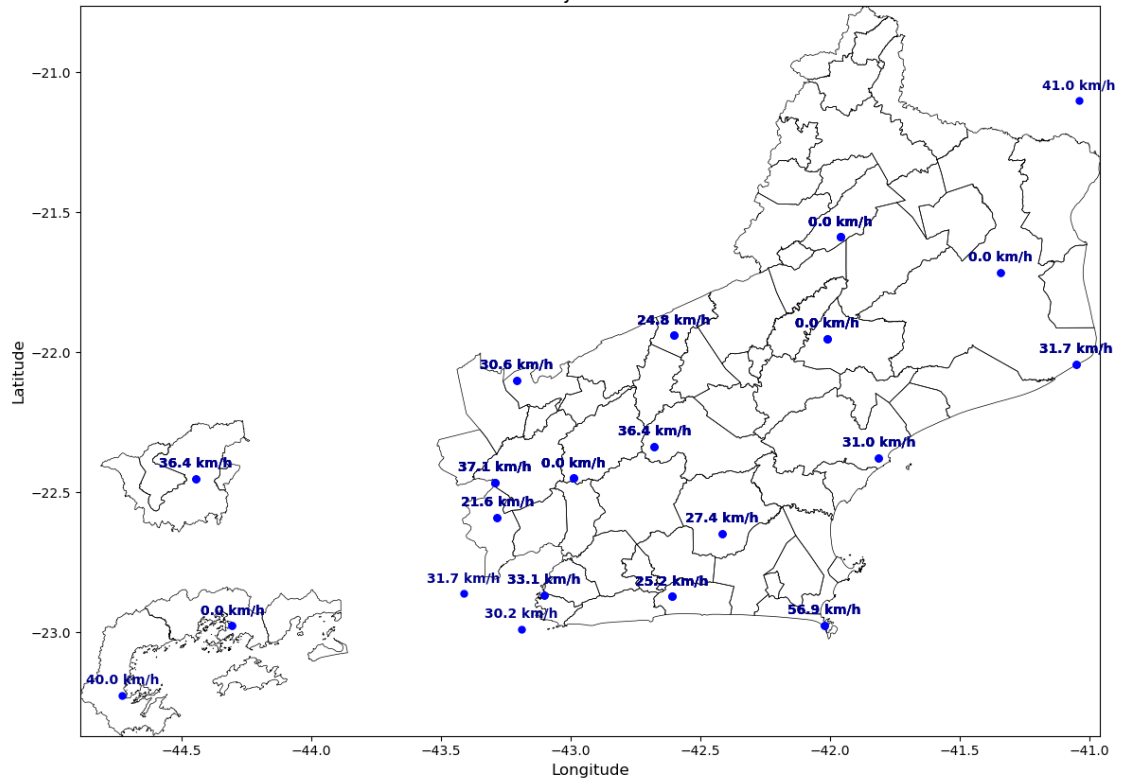 −21.0
41.0 km/h
−21.5
0.0 km/h
0.0 km/h
24.8 km/h
0.0 km/h
−22.0
31.7 km/h
30.6 km/h
36.4 km/h
31.0 km/h
36.4 km/h
37.1 km/h
0.0 km/h
−22.5
21.6 km/h
27.4 km/h
31.7 km/h
33.1 km/h
25.2 km/h
0.0 km/h
30.2 km/h
56.9 km/h
−23.0
40.0 km/h
−44.5
−44.0
−43.5
−43.0
−42.5
−42.0
−41.5
−41.0
Longitude
Latitude